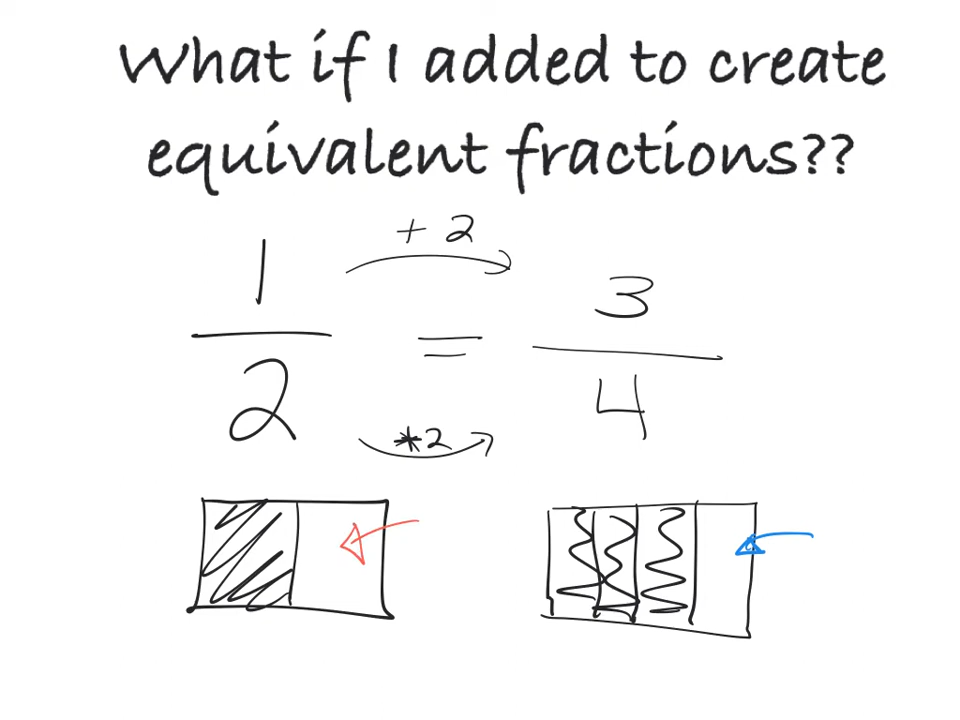 What if I added to create
equivalent fractions??
+ 2
1 = 3
2 4
*2